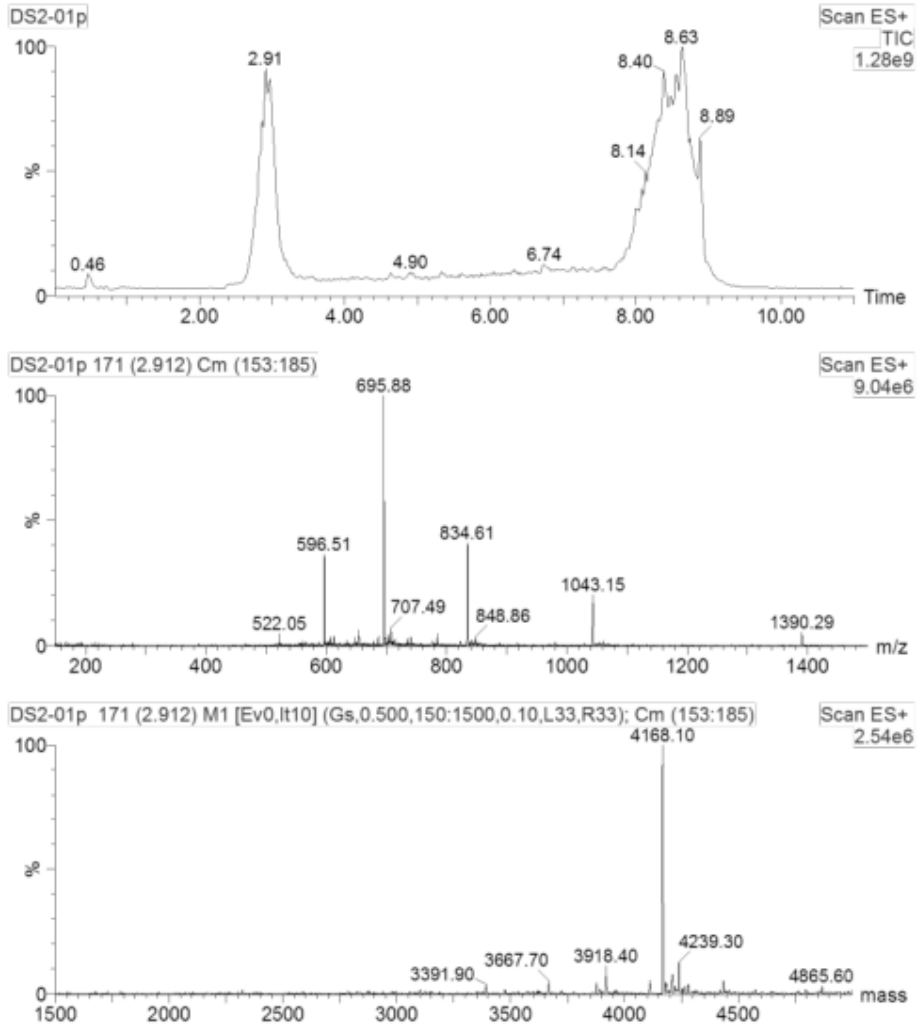 DS2-01p
Scan ES+
TIC
1.28e9
100
%
0
0.46
2.91
4.90
6.74
8.14
8.40
8.63
8.89
Time
2.00 4.00 6.00 8.00 10.00
DS2-01p 171 (2.912) Cm (153:185)
Scan ES+
9.04e6
100
%
0
522.05
596.51
695.88
707.49
834.61
848.86
1043.15
1390.29
m/z
200 400 600 800 1000 1200 1400
DS2-01p 171 (2.912) M1 [Ev0,It10] (Gs,0.500,150:1500,0.10,L33,R33); Cm (153:185)
Scan ES+
2.54e6
100
%
0
3391.90
3667.70
3918.40
4168.10
4239.30
4865.60
mass
1500 2000 2500 3000 3500 4000 4500